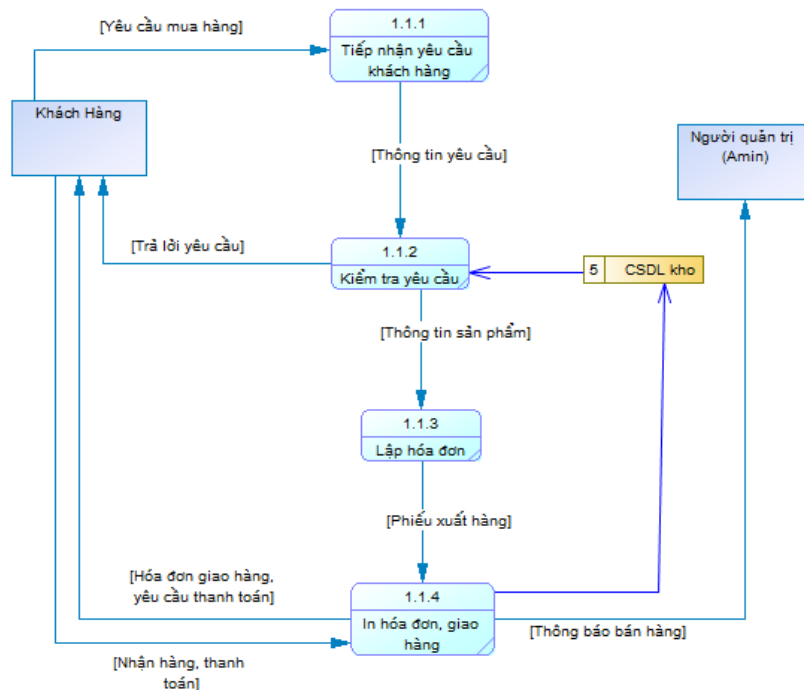 [Yêu cầu mua hàng]
1.1.1
Tiếp nhận yêu cầu
khách hàng
Khách Hàng
Người quản trị
(Amin)
[Thông tin yêu cầu]
[Trả lởi yêu cầu]
1.1.2
Kiểm tra yêu cầu
5 CSDL kho
[Thông tin sản phẩm]
1.1.3
Lập hóa đơn
[Phiếu xuất hàng]
[Hóa đơn giao hàng,
yêu cầu thanh toán]
1.1.4
In hóa đơn, giao
hàng
[Thông báo bán hàng]
[Nhận hàng, thanh
toán]